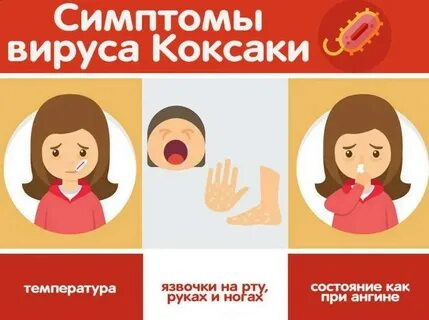 Симптомы
вируса Коксаки
температура
язвочки на рту,
руках и ногах
состояние как
при ангине